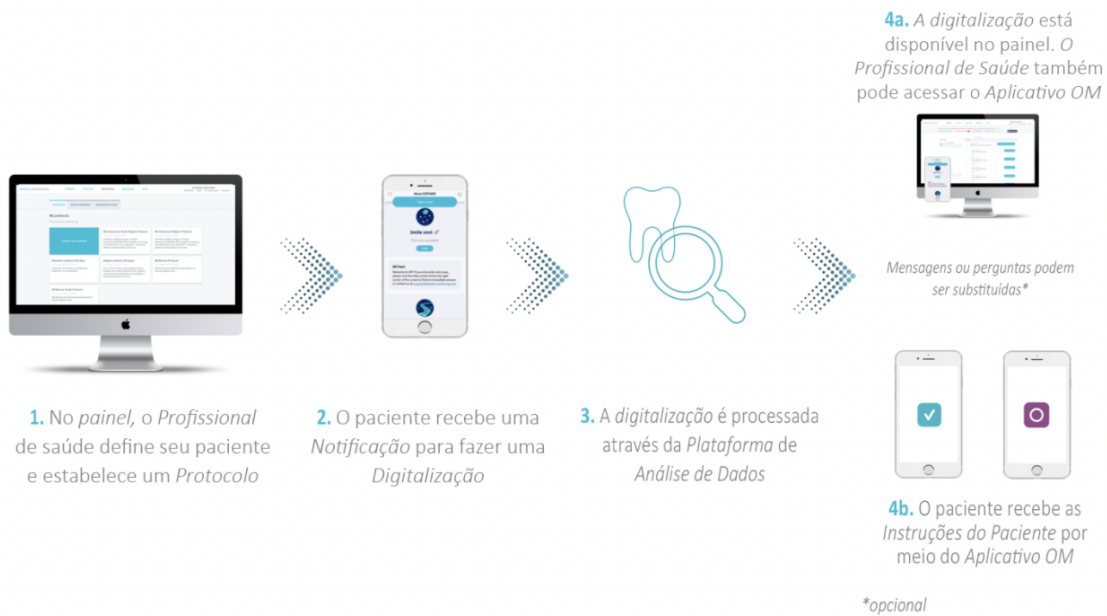 4a. A digitalização está
disponível no painel. O
Profissional de Saúde também
pode acessar o Aplicativo OM
Smile sent
Mensagens ou perguntas podem
ser substituídas*
1. No painel, o Profissional
de saúde define seu paciente
e estabelece um Protocolo
2. O paciente recebe uma
Notificação para fazer uma
Digitalização
3. A digitalização é processada
através da Plataforma de
Análise de Dados
4b. O paciente recebe as
Instruções do Paciente por
meio do Aplicativo OM
*opcional